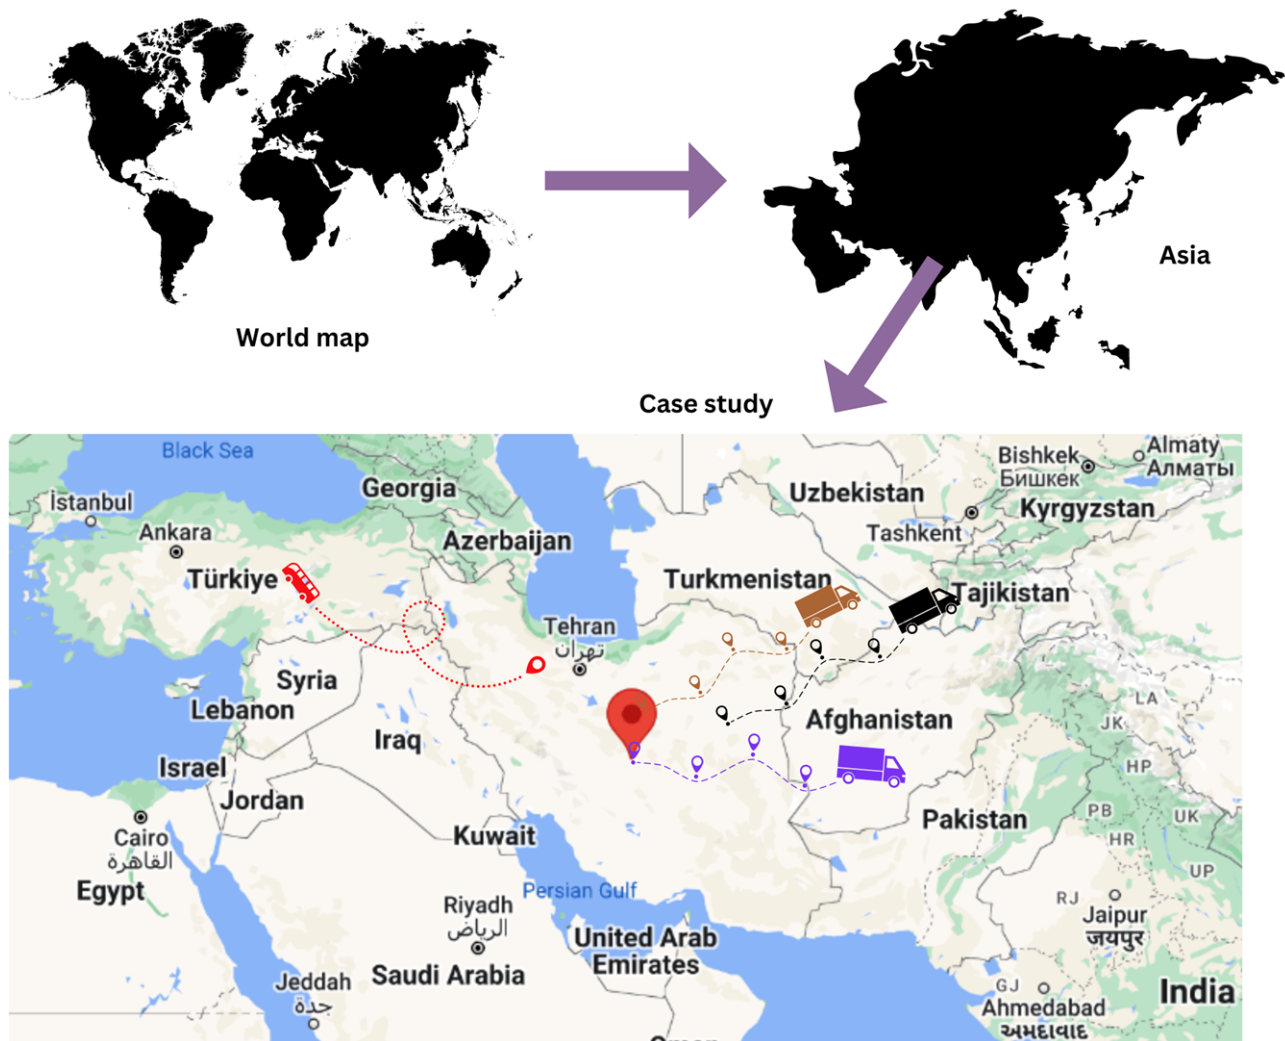 World map
Asia
Case study
Black Sea
İstanbul
Ankara
Türkiye
Georgia
Azerbaijan
Uzbekistan
Bishkek
Бишкек
Almaty
Алматы
Kyrgyzstan
Tashkent
Turkmenistan
Tajikistan
Tehran
تهران
Syria
Lebanon
Iraq
Israel
Jordan
Afghanistan
LA
JK
HP
PB
UK
HR
UP
RJ
Pakistan
Cairo
القاهرة
Egypt
Kuwait
Persian Gulf
Riyadh
الرياض
United Arab
Emirates
Saudi Arabia
Jeddah
جدة
Jaipur
जयपुर
GJ
Ahmedabad
અમદાવાદ
India